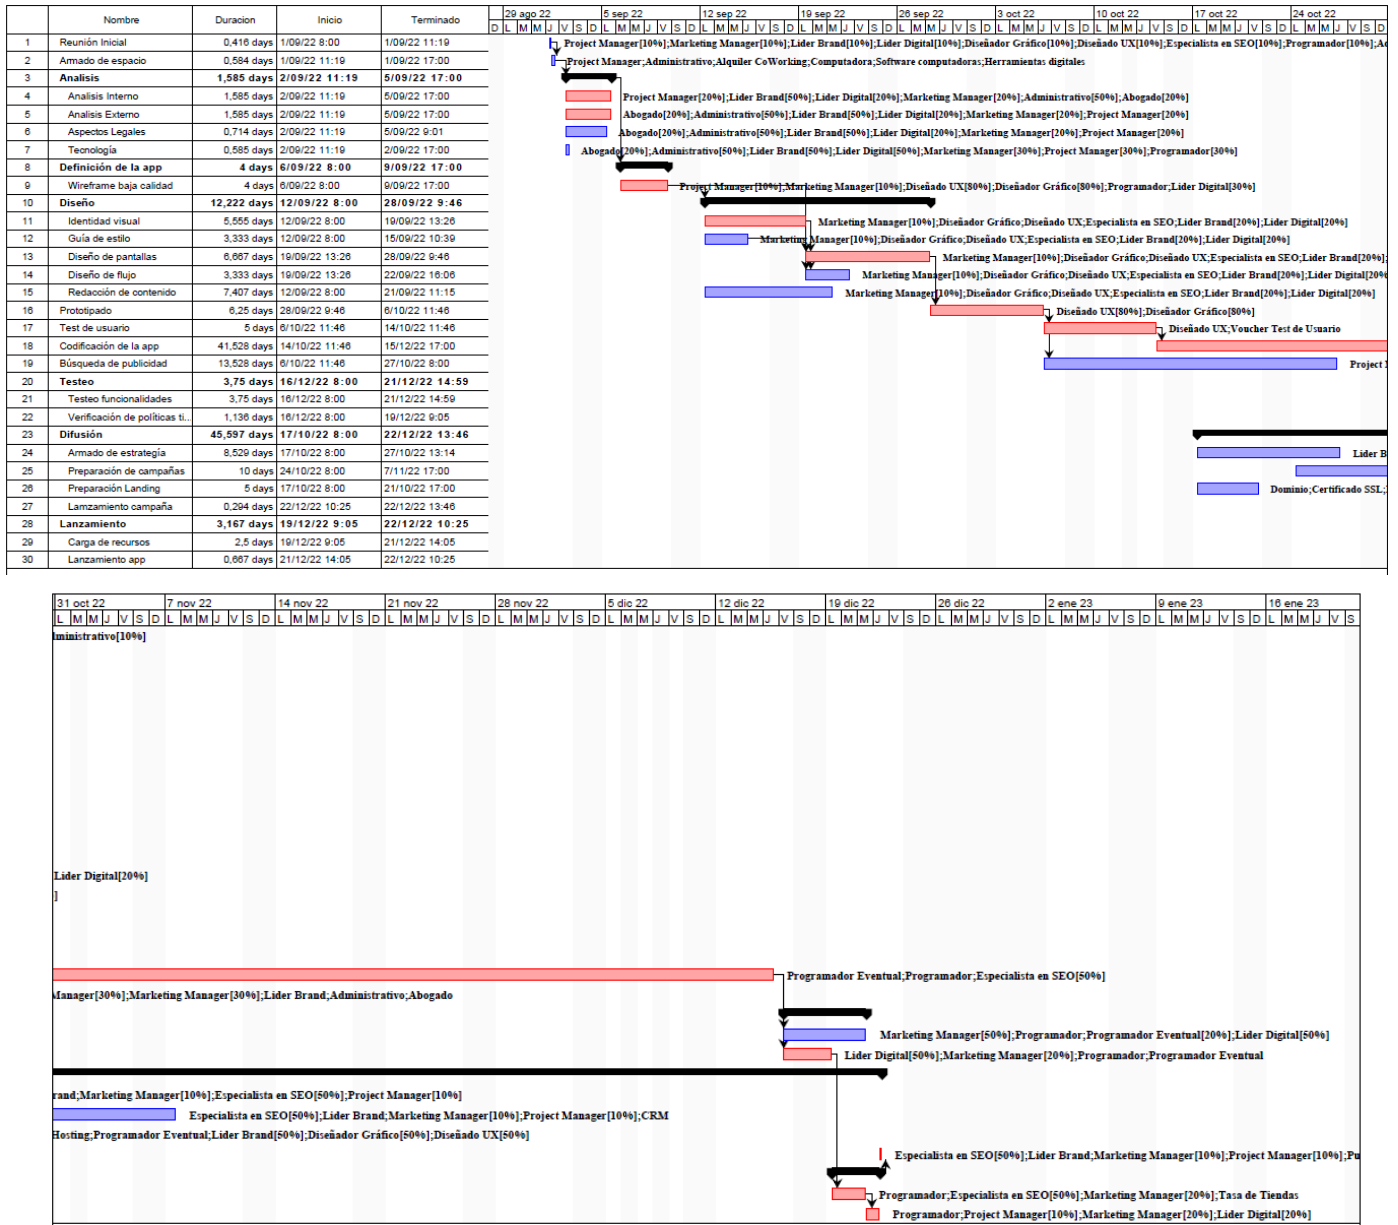 Nombre Duracion Inicio Terminado
29 ago 22 5 sep 22 12 sep 22 19 sep 22 26 sep 22 3 oct 22 10 oct 22 17 oct 22 24 oct 22
D L M M J V S D L M M J V S D L M M J V S D L M M J V S D L M M J V S D L M M J V S D L M M J V S D L M M J V S D L M M J V S D
1 Reunión Inicial 0,416 days 1/09/22 8:00 1/09/22 11:19 Project Manager[10%];Marketing Manager[10%];Lider Brand[10%];Lider Digital[10%];Diseñador Gráfico[10%];Diseñado UX[10%];Especialista en SEO[10%];Programador[10%];Ad
2 Armado de espacio 0,584 days 1/09/22 11:19 1/09/22 17:00 Project Manager;Administrativo;Alquiler CoWorking;Computadora;Software computadoras;Herramientas digitales
3 Analisis 1,585 days 2/09/22 11:19 5/09/22 17:00
4 Analisis Interno 1,585 days 2/09/22 11:19 5/09/22 17:00 Project Manager[20%];Lider Brand[50%];Lider Digital[20%];Marketing Manager[20%];Administrativo[50%];Abogado[20%]
5 Analisis Externo 1,585 days 2/09/22 11:19 5/09/22 17:00 Abogado[20%];Administrativo[50%];Lider Brand[50%];Lider Digital[20%];Marketing Manager[20%];Project Manager[20%]
6 Aspectos Legales 0,714 days 2/09/22 11:19 5/09/22 9:01 Abogado[20%];Administrativo[50%];Lider Brand[50%];Lider Digital[20%];Marketing Manager[20%];Project Manager[20%]
7 Tecnología 0,585 days 2/09/22 11:19 2/09/22 17:00 Abogado[20%];Administrativo[50%];Lider Brand[50%];Lider Digital[50%];Marketing Manager[30%];Project Manager[30%];Programador[30%]
8 Definición de la app 4 days 6/09/22 8:00 9/09/22 17:00
9 Wireframe baja calidad 4 days 6/09/22 8:00 9/09/22 17:00 Project Manager[10%];Marketing Manager[10%];Diseñado UX[80%];Diseñador Gráfico[80%];Programador;Lider Digital[30%]
10 Diseño 12,222 days 12/09/22 8:00 28/09/22 9:46
11 Identidad visual 5,555 days 12/09/22 8:00 19/09/22 13:26 Marketing Manager[10%];Diseñador Gráfico;Diseñado UX;Especialista en SEO;Lider Brand[20%];Lider Digital[20%]
12 Guía de estilo 3,333 days 12/09/22 8:00 15/09/22 10:39 Marketing Manager[10%];Diseñador Gráfico;Diseñado UX;Especialista en SEO;Lider Brand[20%];Lider Digital[20%]
13 Diseño de pantallas 6,667 days 19/09/22 13:26 28/09/22 9:46 Marketing Manager[10%];Diseñador Gráfico;Diseñado UX;Especialista en SEO;Lider Brand[20%];
14 Diseño de flujo 3,333 days 19/09/22 13:26 22/09/22 16:06 Marketing Manager[10%];Diseñador Gráfico;Diseñado UX;Especialista en SEO;Lider Brand[20%];Lider Digital[20%
15 Redacción de contenido 7,407 days 12/09/22 8:00 21/09/22 11:15 Marketing Manager[10%];Diseñador Gráfico;Diseñado UX;Especialista en SEO;Lider Brand[20%];Lider Digital[20%]
16 Prototipado 6,25 days 28/09/22 9:46 6/10/22 11:46 Diseñado UX[80%];Diseñador Gráfico[80%]
17 Test de usuario 5 days 6/10/22 11:46 14/10/22 11:46 Diseñado UX;Voucher Test de Usuario
18 Codificación de la app 41,528 days 14/10/22 11:46 15/12/22 17:00
19 Búsqueda de publicidad 13,528 days 6/10/22 11:46 27/10/22 8:00 Project M
20 Testeo 3,75 days 16/12/22 8:00 21/12/22 14:59
21 Testeo funcionalidades 3,75 days 16/12/22 8:00 21/12/22 14:59
22 Verificación de políticas ti... 1,136 days 16/12/22 8:00 19/12/22 9:05
23 Difusión 45,597 days 17/10/22 8:00 22/12/22 13:46
24 Armado de estrategía 8,529 days 17/10/22 8:00 27/10/22 13:14 Lider B
25 Preparación de campañas 10 days 24/10/22 8:00 7/11/22 17:00
26 Preparación Landing 5 days 17/10/22 8:00 21/10/22 17:00 Dominio;Certificado SSL;
27 Lamzamiento campaña 0,294 days 22/12/22 10:25 22/12/22 13:46
28 Lanzamiento 3,167 days 19/12/22 9:05 22/12/22 10:25
29 Carga de recursos 2,5 days 19/12/22 9:05 21/12/22 14:05
30 Lanzamiento app 0,667 days 21/12/22 14:05 22/12/22 10:25
31 oct 22 7 nov 22 14 nov 22 21 nov 22 28 nov 22 5 dic 22 12 dic 22 19 dic 22 26 dic 22 2 ene 23 9 ene 23 16 ene 23
L M M J V S D L M M J V S D L M M J V S D L M M J V S D L M M J V S D L M M J V S D L M M J V S D L M M J V S D L M M J V S D L M M J V S D L M M J V S D L M M J V S
lministrativo[10%]
Lider Digital[20%]
]
Programador Eventual;Programador;Especialista en SEO[50%]
Manager[30%];Marketing Manager[30%];Lider Brand;Administrativo;Abogado
Marketing Manager[50%];Programador;Programador Eventual[20%];Lider Digital[50%]
Lider Digital[50%];Marketing Manager[20%];Programador;Programador Eventual
rand;Marketing Manager[10%];Especialista en SEO[50%];Project Manager[10%]
Especialista en SEO[50%];Lider Brand;Marketing Manager[10%];Project Manager[10%];CRM
Hosting;Programador Eventual;Lider Brand[50%];Diseñador Gráfico[50%];Diseñado UX[50%]
Especialista en SEO[50%];Lider Brand;Marketing Manager[10%];Project Manager[10%];Pu
Programador;Especialista en SEO[50%];Marketing Manager[20%];Tasa de Tiendas
Programador;Project Manager[10%];Marketing Manager[20%];Lider Digital[20%]